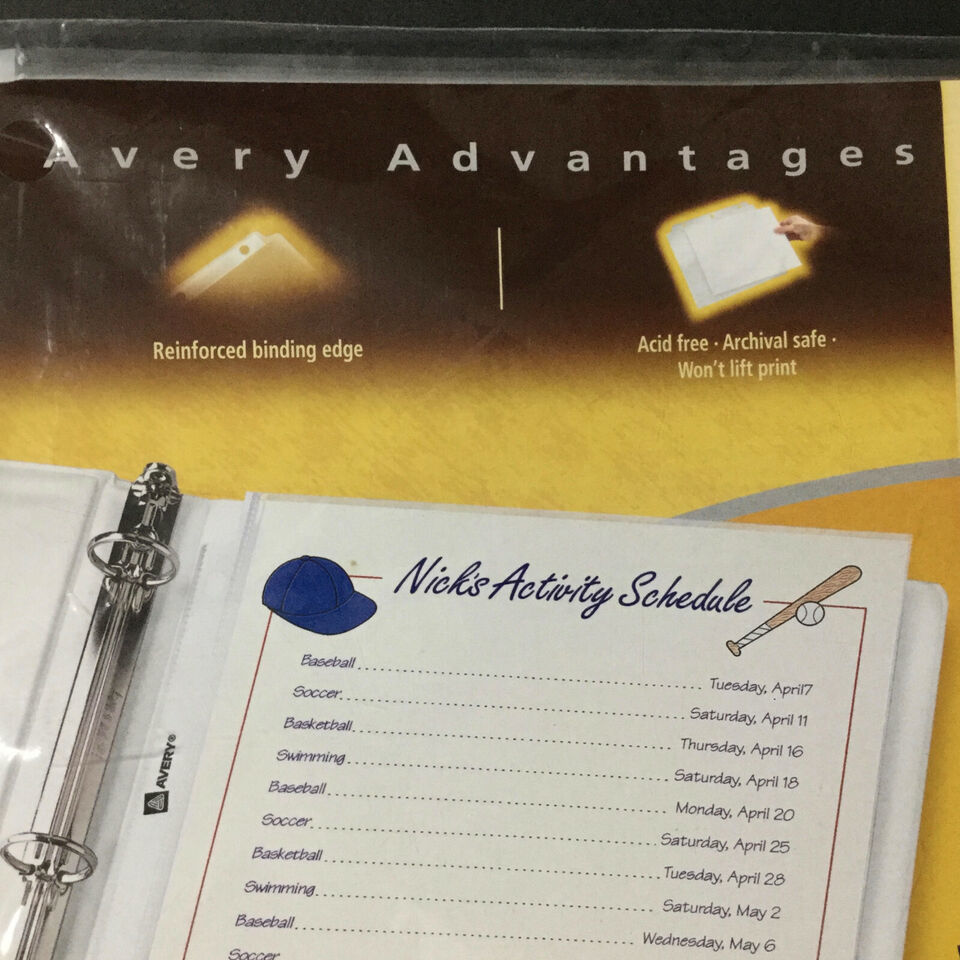 Avery Advantages
Reinforced binding edge
Acid free · Archival safe ·
Won't lift print
Nick's Activity Schedule
Baseball Tuesday, April7
Soccer Saturday, April 11
Basketball Thursday, April 16
Swimming Saturday, April 18
Baseball Monday, April 20
Soccer Saturday, April 25
Basketball Tuesday, April 28
Swimming Saturday, May 2
Baseball Wednesday, May 6
Soccer
AVERY®